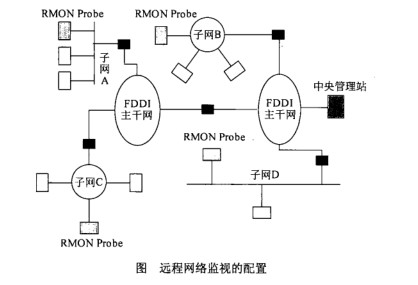 RMON Probe
RMON Probe
子网B
子网A
FDDI
主干网
FDDI
主干网
中央管理站
RMON Probe
子网C
子网D
RMON Probe
图 远程网络监视的配置